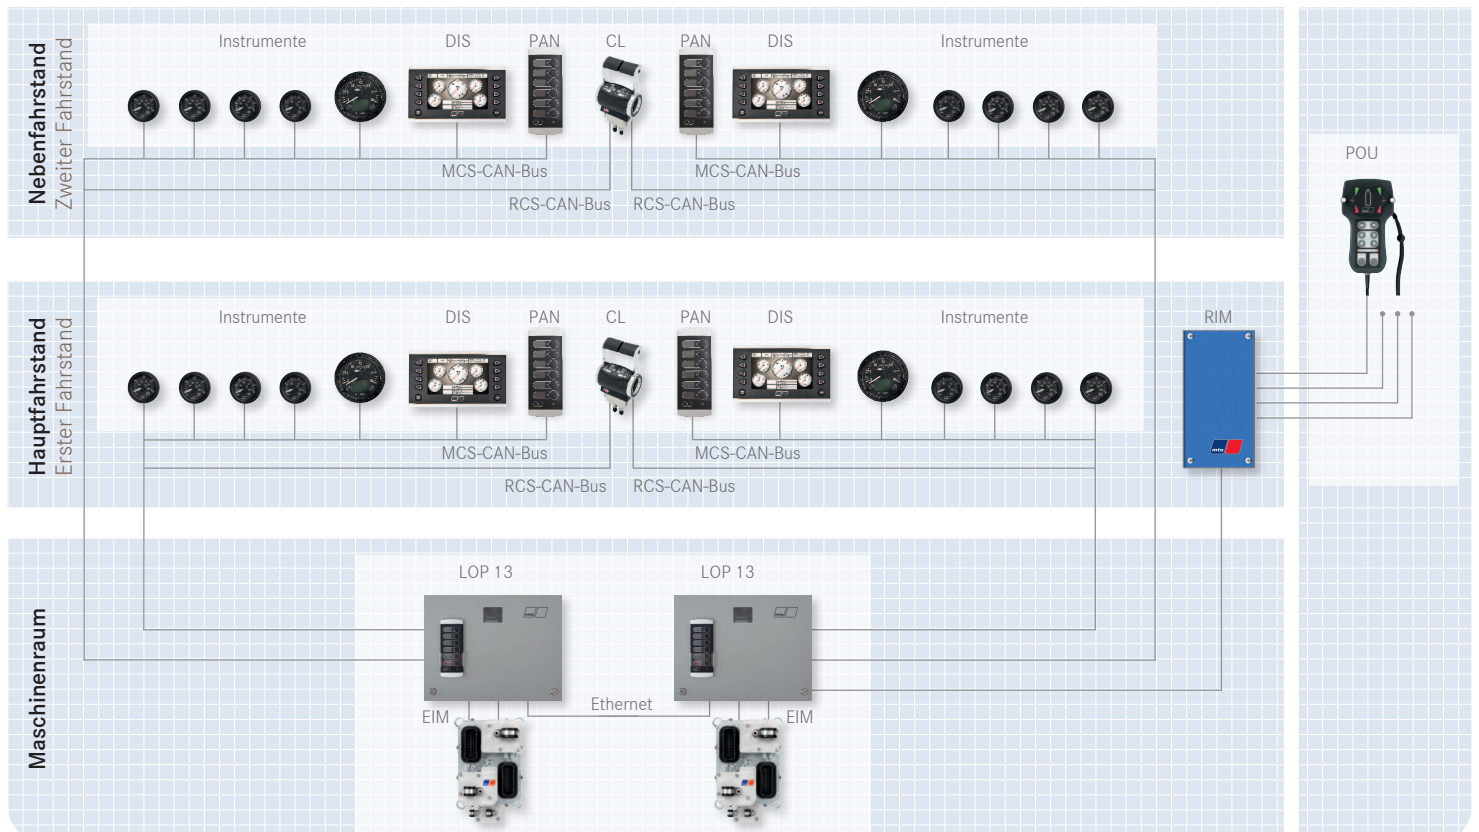 Nebenfahrstand
Zweiter Fahrstand
Instrumente
DIS
PAN
CL
PAN
DIS
Instrumente
MCS-CAN-Bus
MCS-CAN-Bus
RCS-CAN-Bus
RCS-CAN-Bus
POU
Hauptfahrstand
Erster Fahrstand
Instrumente
DIS
PAN
CL
PAN
DIS
Instrumente
RIM
mtu
MCS-CAN-Bus
MCS-CAN-Bus
RCS-CAN-Bus
RCS-CAN-Bus
Maschinenraum
LOP 13
LOP 13
Ethernet
EIM
EIM